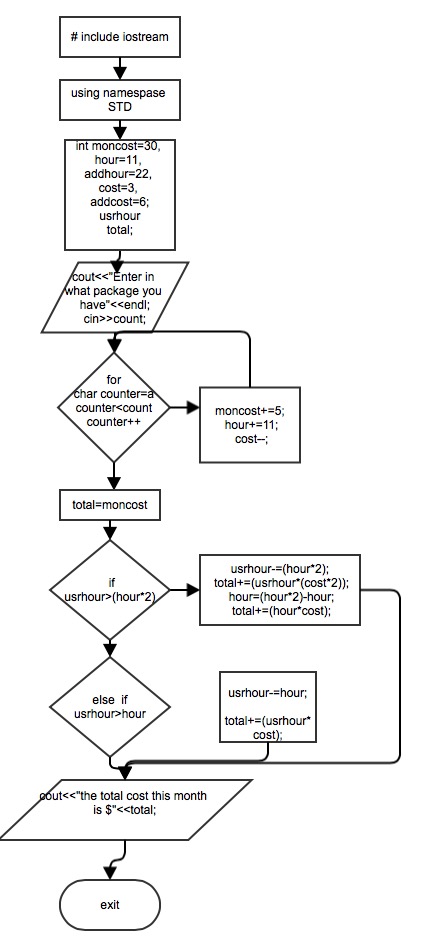 # include iostream
using namespase
STD
int moncost=30,
hour=11,
addhour=22,
cost=3,
addcost=6;
usrhour
total;
cout<<"Enter in
what package you
have"<<endl;
cin>>count;
for
char counter=a
counter<count
counter++
moncost+=5;
hour+=11;
cost--;
total=moncost
if
usrhour>(hour*2)
usrhour-=(hour*2);
total+=(usrhour*(cost*2));
hour=(hour*2)-hour;
total+=(hour*cost);
else if
usrhour>hour
usrhour-=hour;
total+=(usrhour*
cost);
cout<<"the total cost this month
is $"<<total;
exit